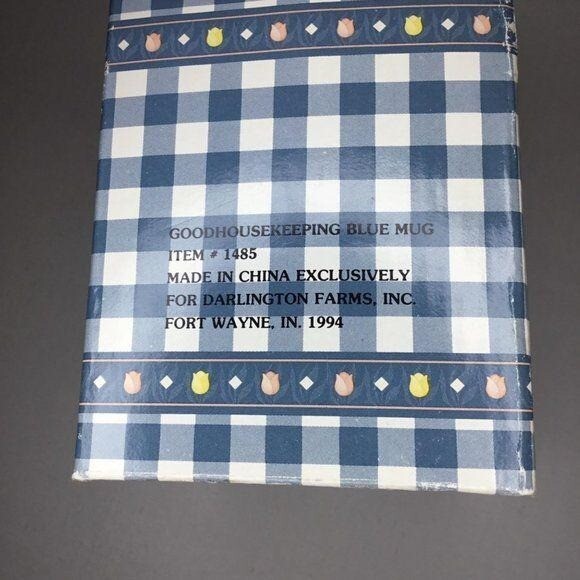 GOODHOUSEKEEPING BLUE MUG
ITEM # 1485
MADE IN CHINA EXCLUSIVELY
FOR DARLINGTON FARMS, INC.
FORT WAYNE, IN. 1994